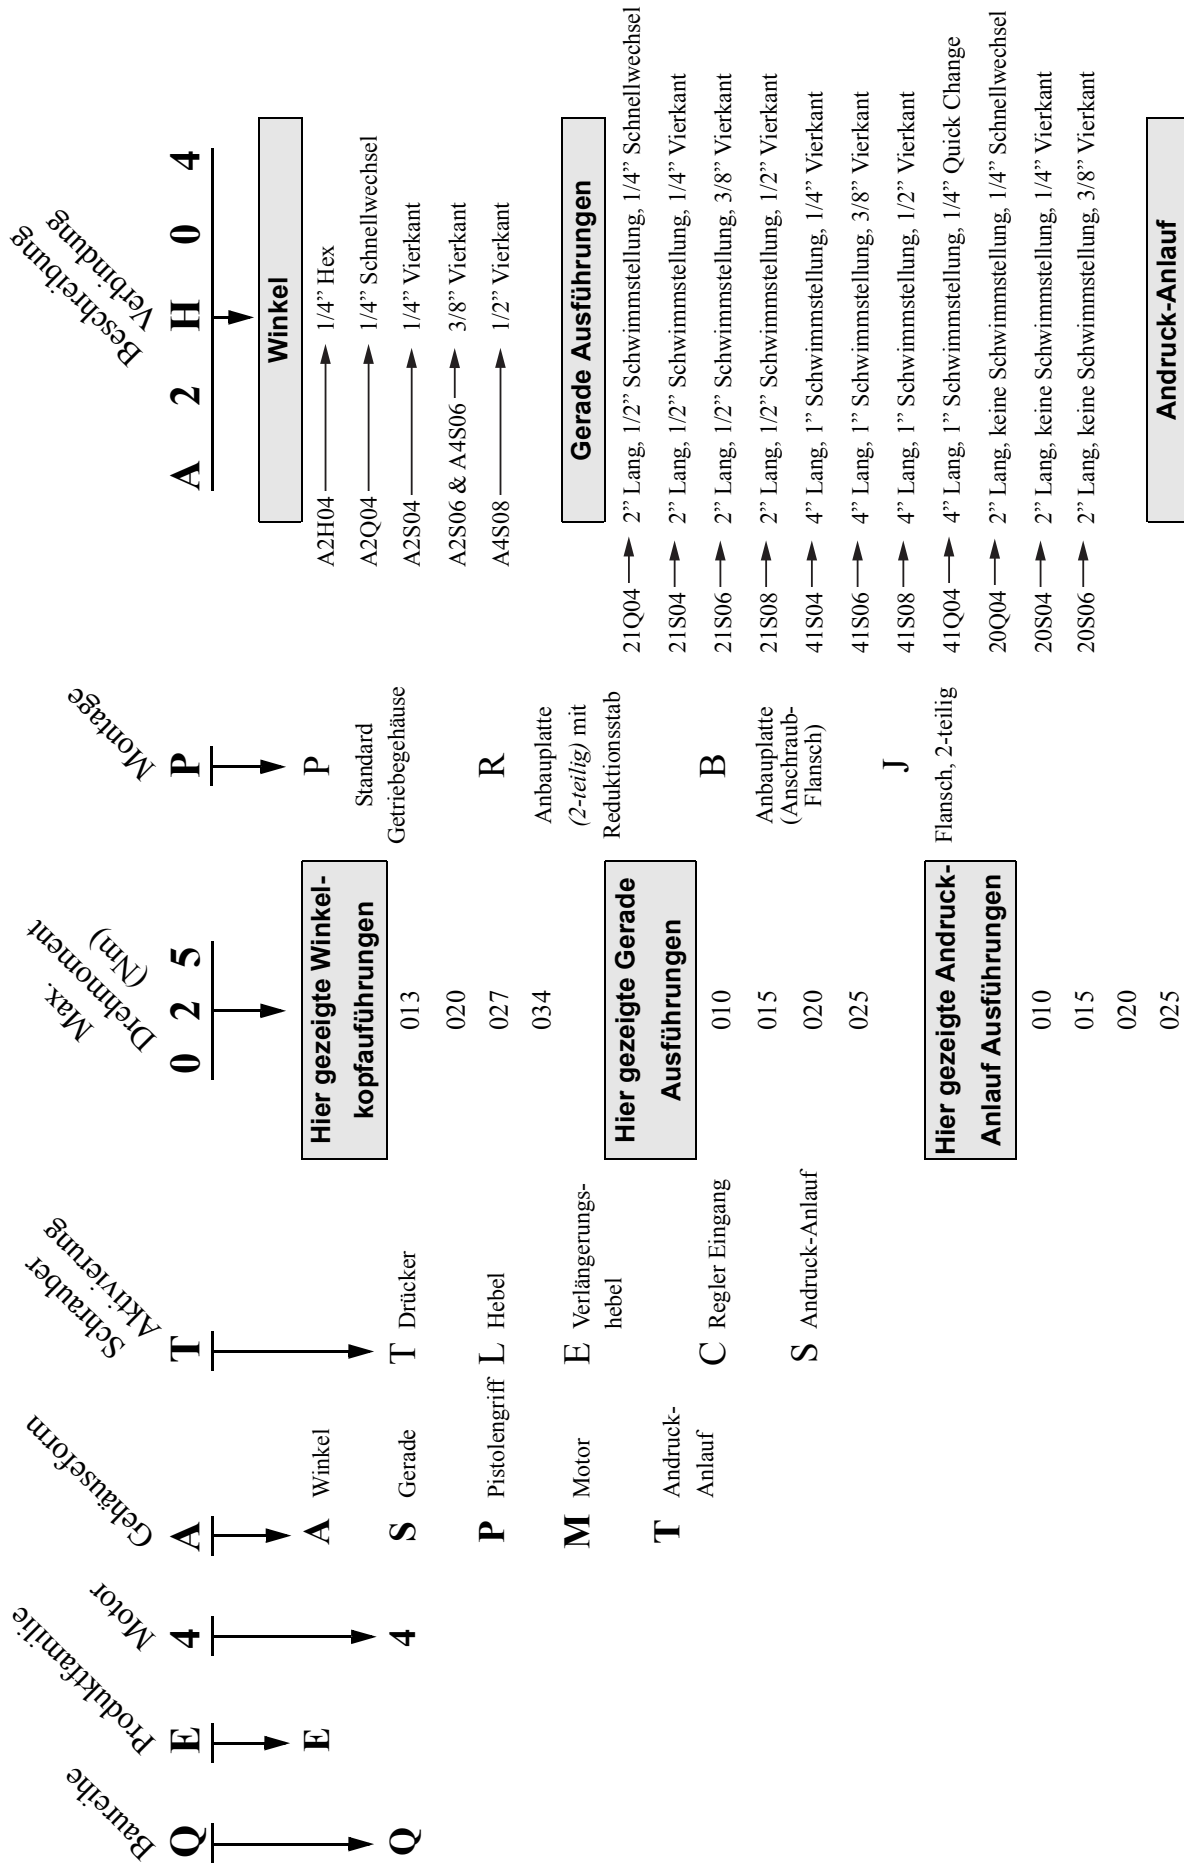 Baureihe
Q
Q
Produktfamilie
E
E
Motor
4
4
Gehäuseform
A
A Winkel
S Gerade
P Pistolengriff
M Motor
T Andruck-
Anlauf
Schrauber
Aktivierung
T
T Drücker
L Hebel
E Verlängerungs-
hebel
C Regler Eingang
S Andruck-Anlauf
Max.
Drehmoment
(Nm)
0 2 5
Hier gezeigte Winkel-
kopfauführungen
013
020
027
034
Hier gezeigte Gerade
Ausführungen
010
015
020
025
Hier gezeigte Andruck-
Anlauf Ausführungen
010
015
020
025
Montage
P
P
Standard
Getriebegehäuse
R
Anbauplatte
(2-teilig) mit
Reduktionsstab
B
Anbauplatte
(Anschraub-
Flansch)
J
Flansch, 2-teilig
Beschreibung
Verbindung
A 2 H 0 4
Winkel
A2H04 1/4” Hex
A2Q04 1/4” Schnellwechsel
A2S04 1/4” Vierkant
A2S06 & A4S06 3/8” Vierkant
A4S08 1/2” Vierkant
Gerade Ausführungen
21Q04 2” Lang, 1/2” Schwimmstellung, 1/4” Schnellwechsel
21S04 2” Lang, 1/2” Schwimmstellung, 1/4” Vierkant
21S06 2” Lang, 1/2” Schwimmstellung, 3/8” Vierkant
21S08 2” Lang, 1/2” Schwimmstellung, 1/2” Vierkant
41S04 4” Lang, 1” Schwimmstellung, 1/4” Vierkant
41S06 4” Lang, 1” Schwimmstellung, 3/8” Vierkant
41S08 4” Lang, 1” Schwimmstellung, 1/2” Vierkant
41Q04 4” Lang, 1” Schwimmstellung, 1/4” Quick Change
20Q04 2” Lang, keine Schwimmstellung, 1/4” Schnellwechsel
20S04 2” Lang, keine Schwimmstellung, 1/4” Vierkant
20S06 2” Lang, keine Schwimmstellung, 3/8” Vierkant
Andruck-Anlauf